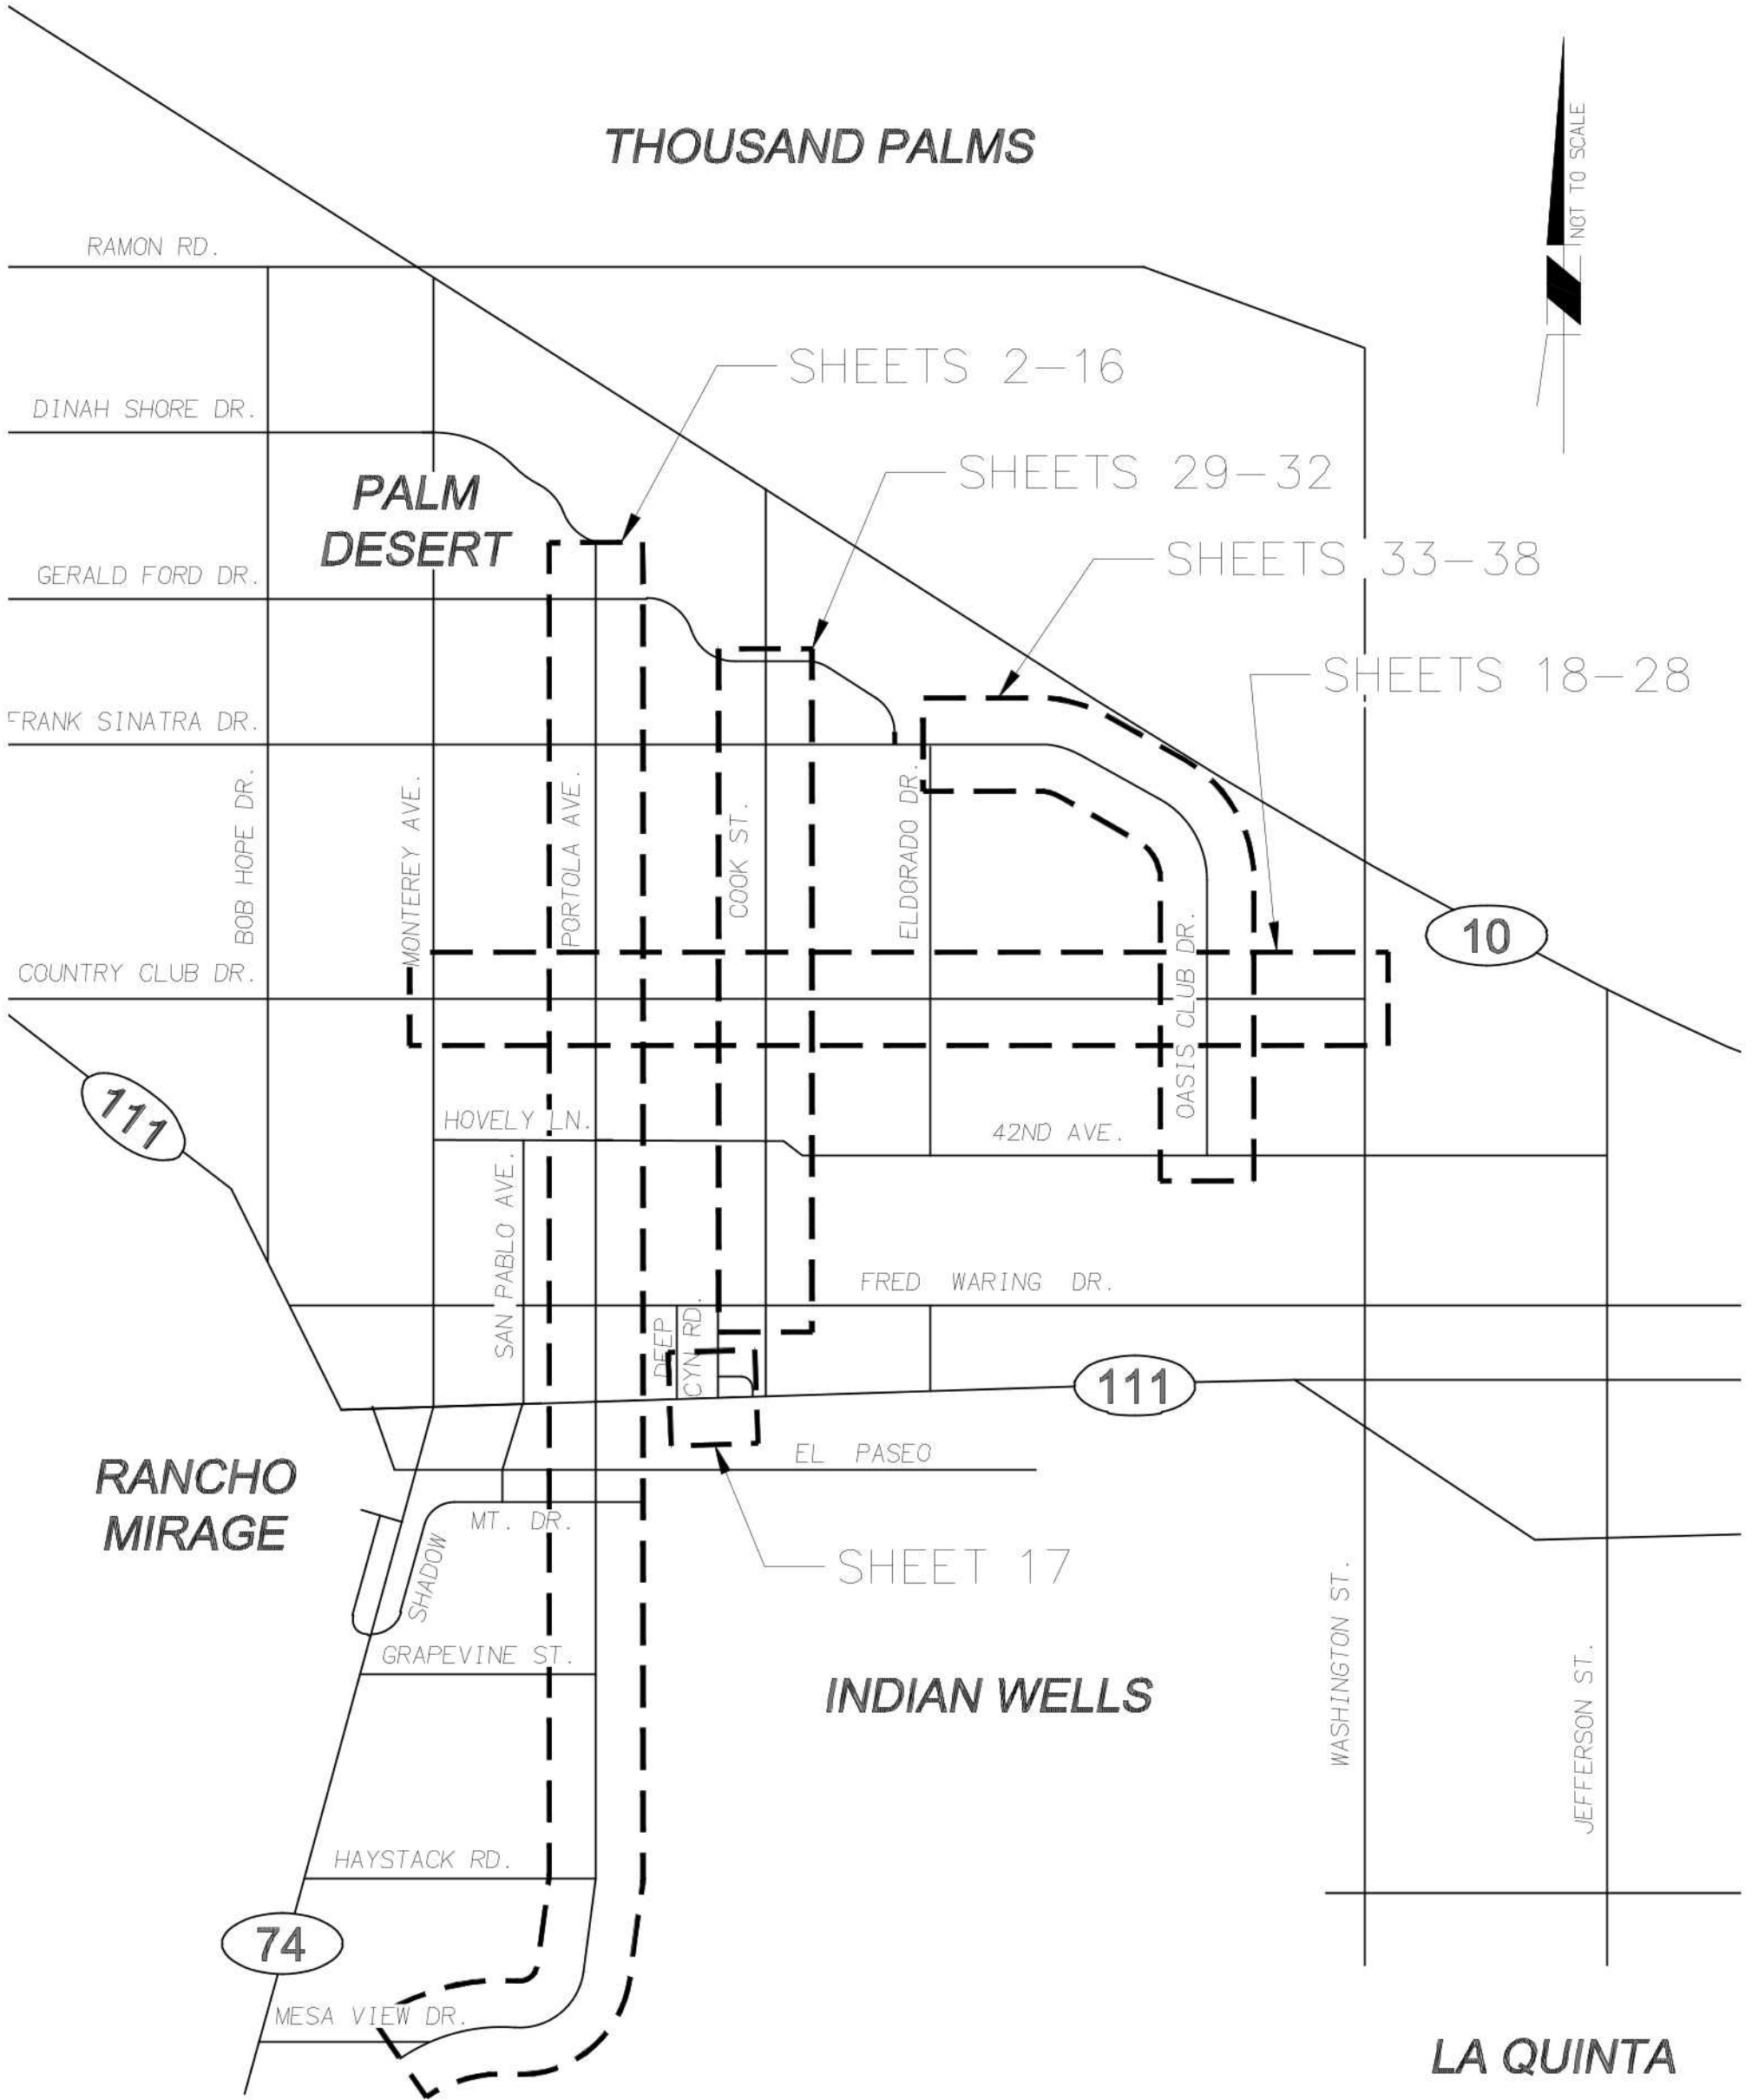 THOUSAND PALMS
NOT TO SCALE
RAMON RD.
SHEETS 2-16
DINAH SHORE DR.
SHEETS 29-32
PALM
DESERT
SHEETS 33-38
GERALD FORD DR.
SHEETS 18-28
FRANK SINATRA DR.
BOB HOPE DR.
MONTEREY AVE.
PORTOLA AVE.
COOK ST.
ELDORADO DR.
OASIS CLUB DR.
10
COUNTRY CLUB DR.
111
HOVELY LN.
42ND AVE.
SAN PABLO AVE.
FRED WARING DR.
DEEP
CYN RD.
111
EL PASEO
RANCHO
MIRAGE
MT. DR.
SHADOW
SHEET 17
GRAPEVINE ST.
INDIAN WELLS
WASHINGTON ST.
JEFFERSON ST.
HAYSTACK RD.
74
MESA VIEW DR.
LA QUINTA